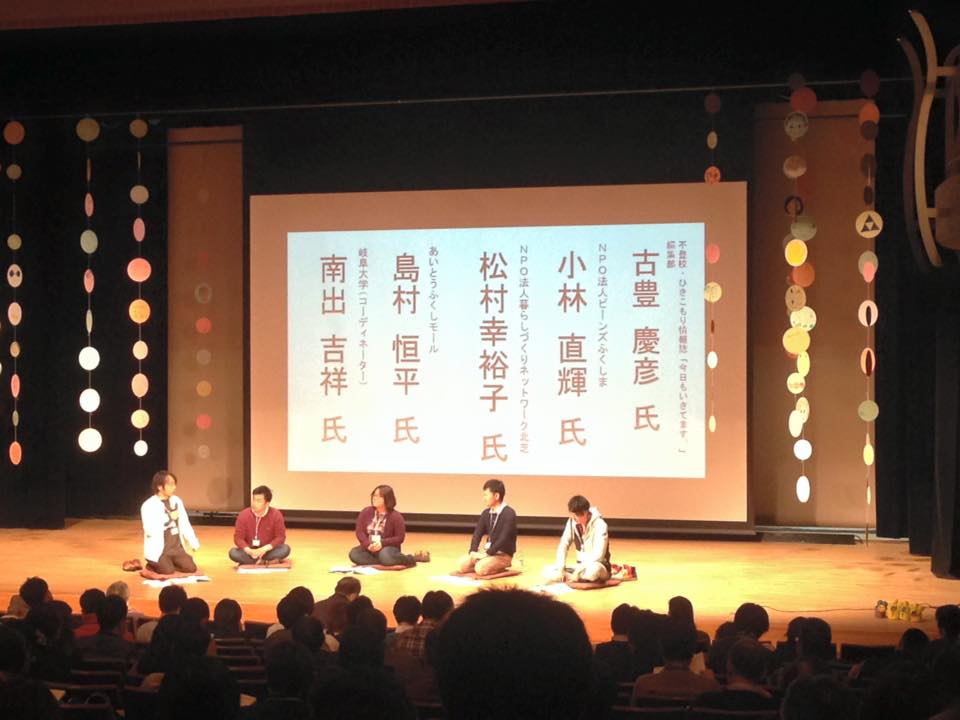 不登校・ひきこもり情報誌「今日もいきてます。」
編集部
古豊 慶彦 氏
NPO法人ビーンズふくしま
小林 直輝 氏
NPO法人暮らしづくりネットワーク北芝
松村幸裕子 氏
あいとうふくしモール
島村 恒平 氏
岐阜大学(コーディネーター)
南出 吉祥 氏